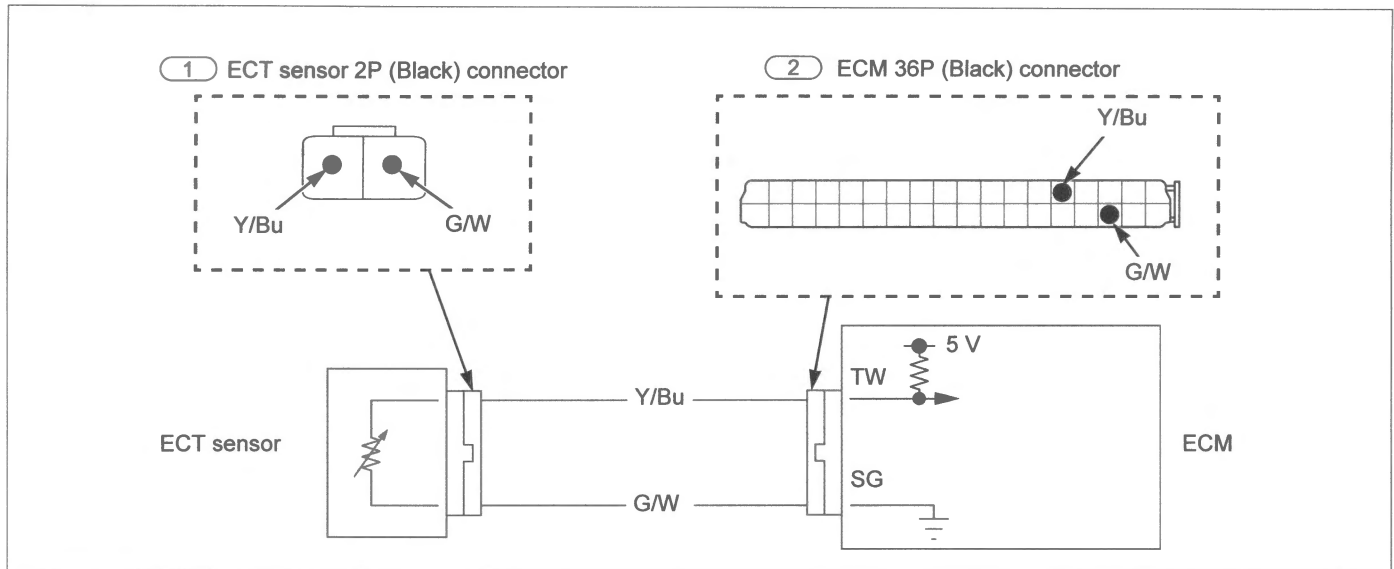 1 ECT sensor 2P (Black) connector
2 ECM 36P (Black) connector
Y/Bu
Y/Bu
G/W
G/W
5 V
TW
Y/Bu
ECT sensor
ECM
SG
G/W